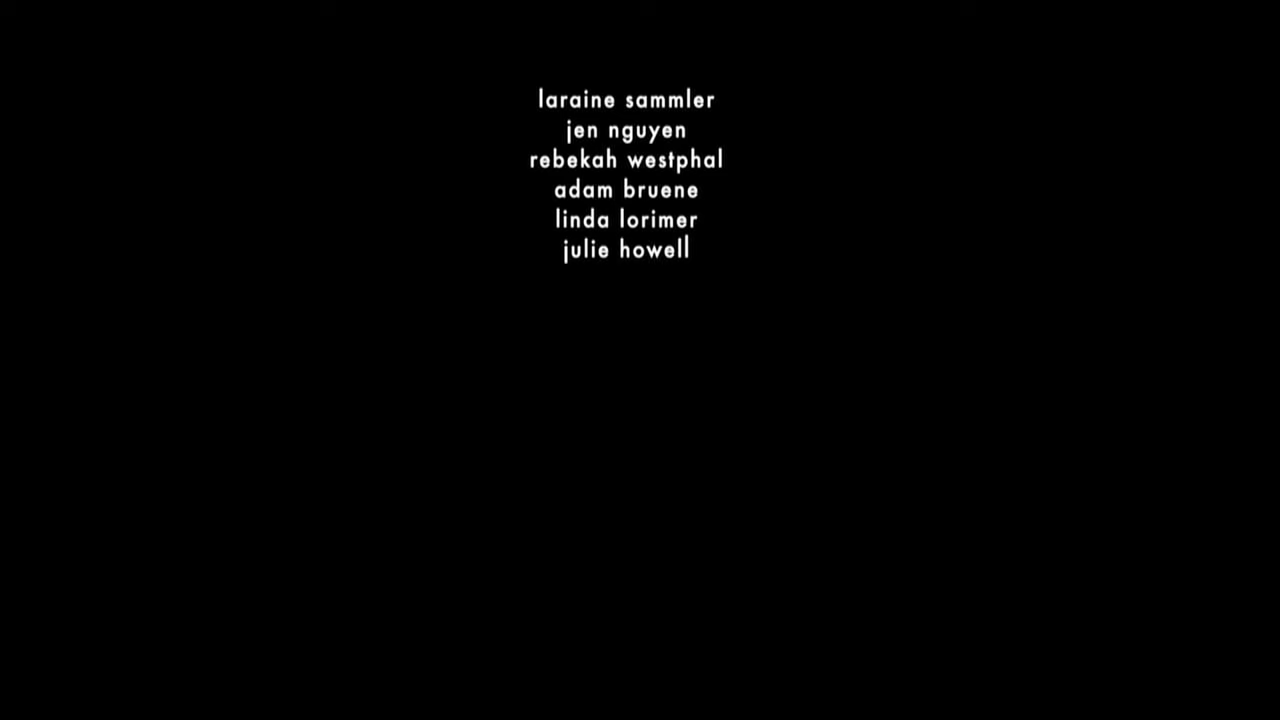 laraine sammler
jen nguyen
rebekah westphal
adam bruene
linda lorimer
julie howell